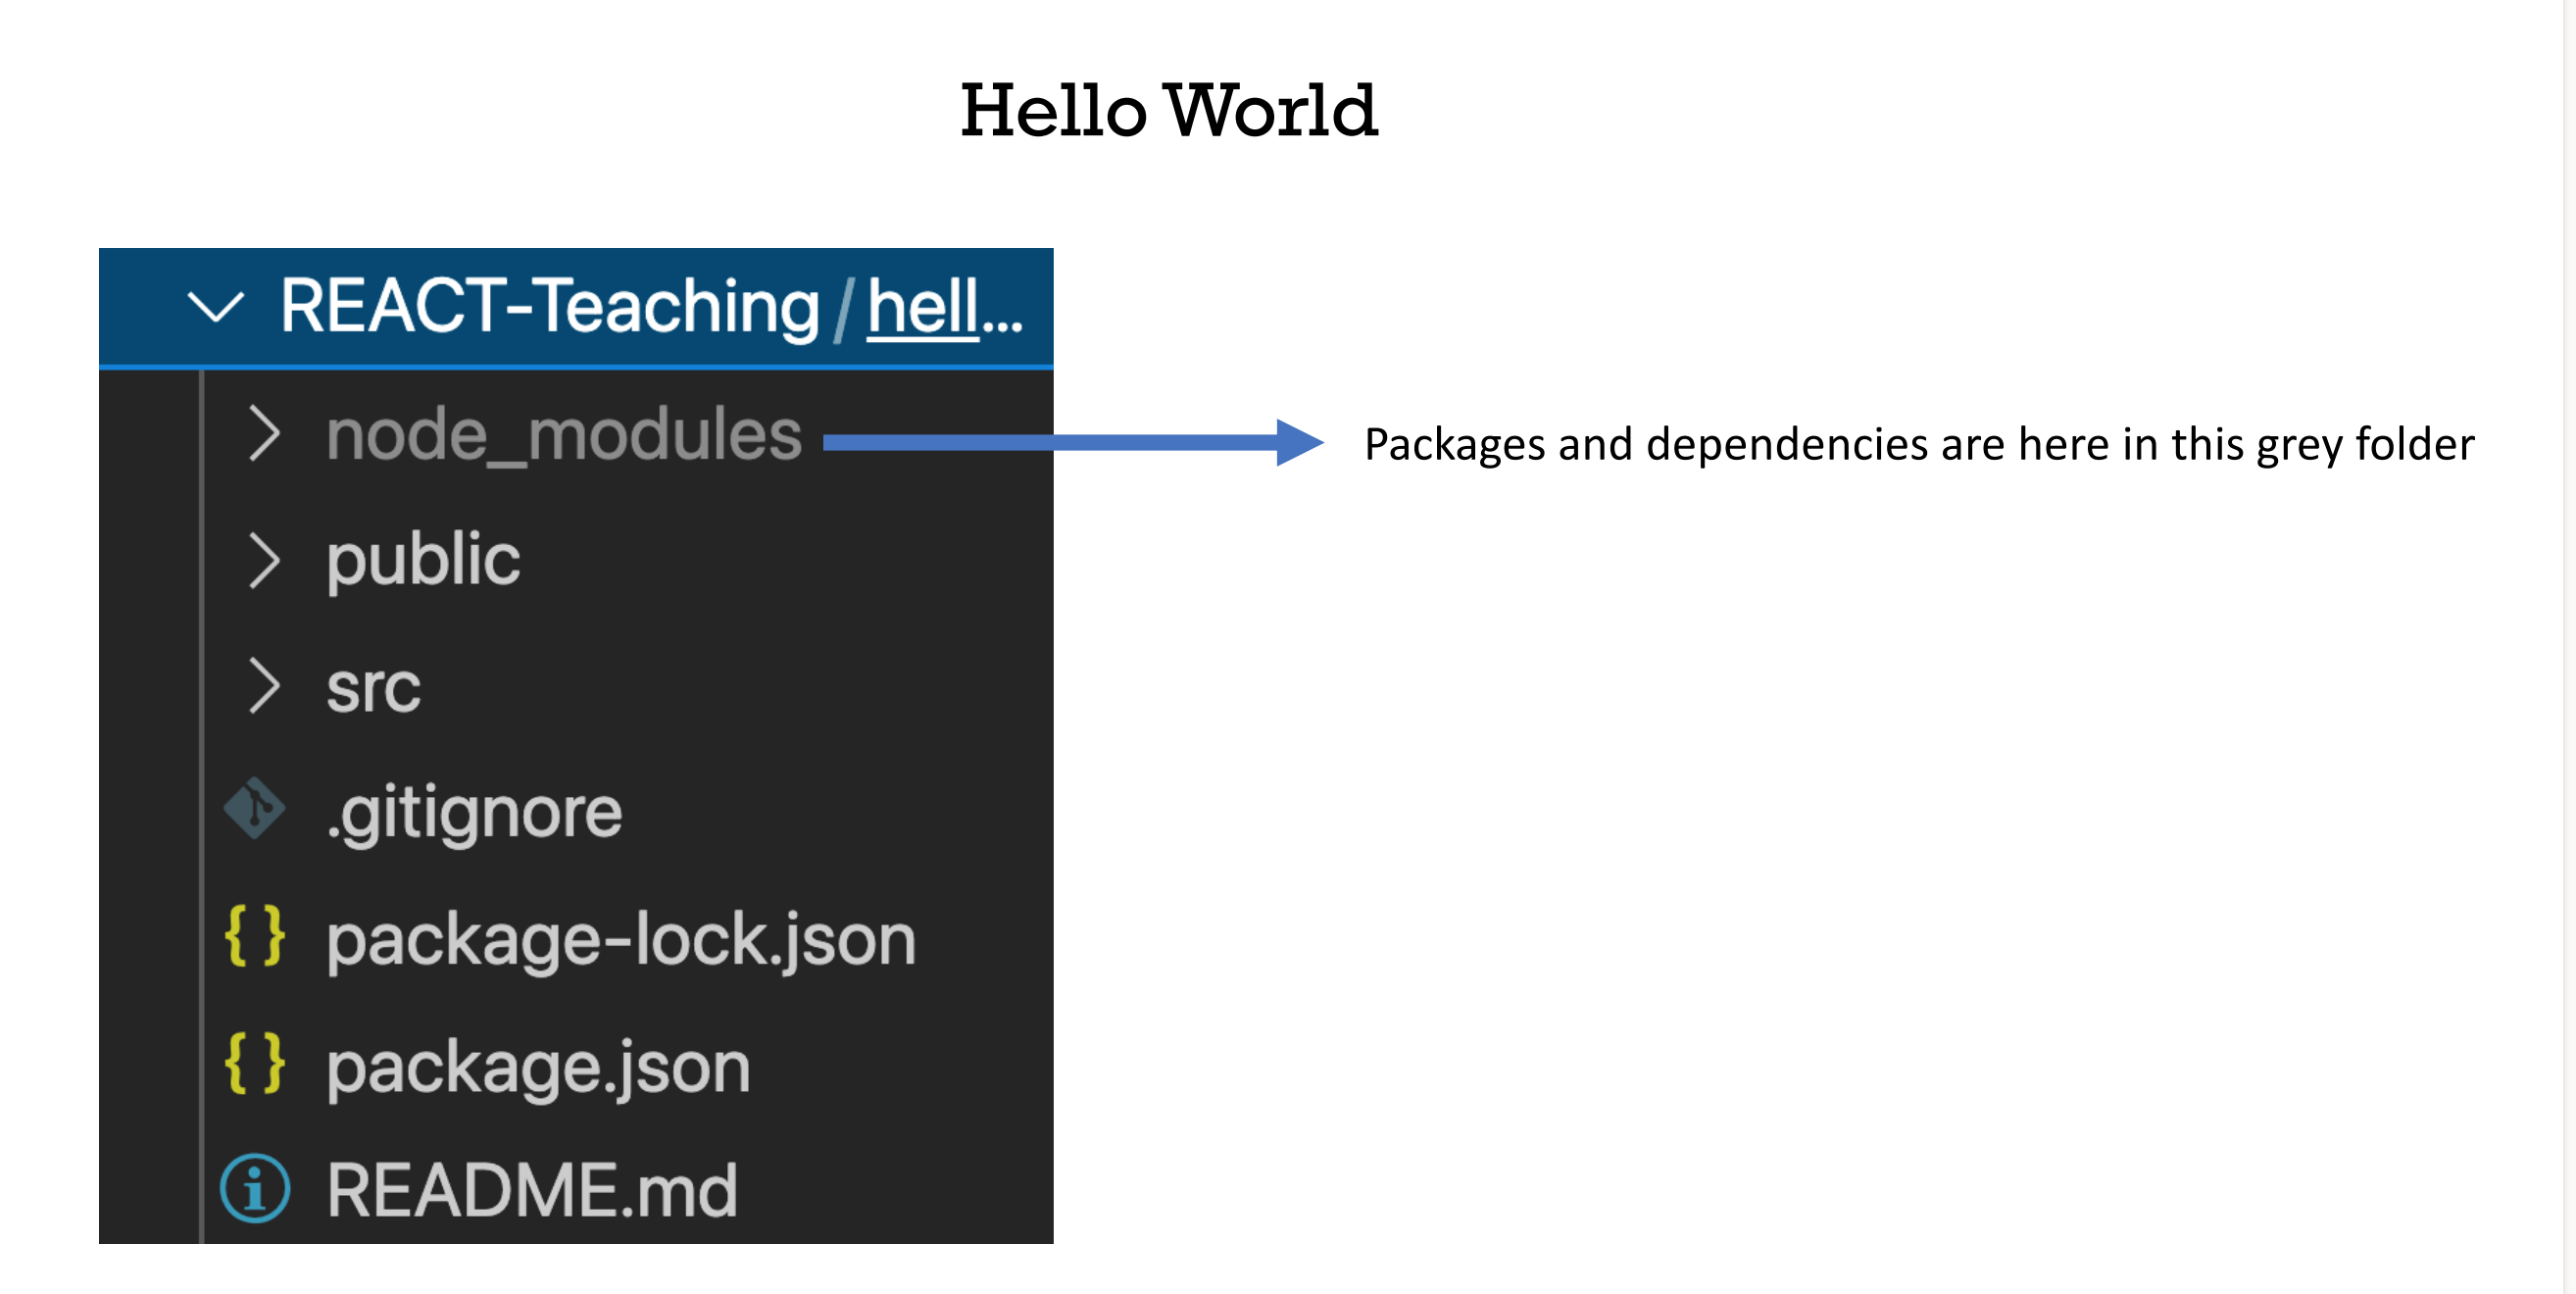 Hello World
REACT-Teaching / hell...
node_modules
Packages and dependencies are here in this grey folder
public
src
.gitignore
{} package-lock.json
{} package.json
README.md